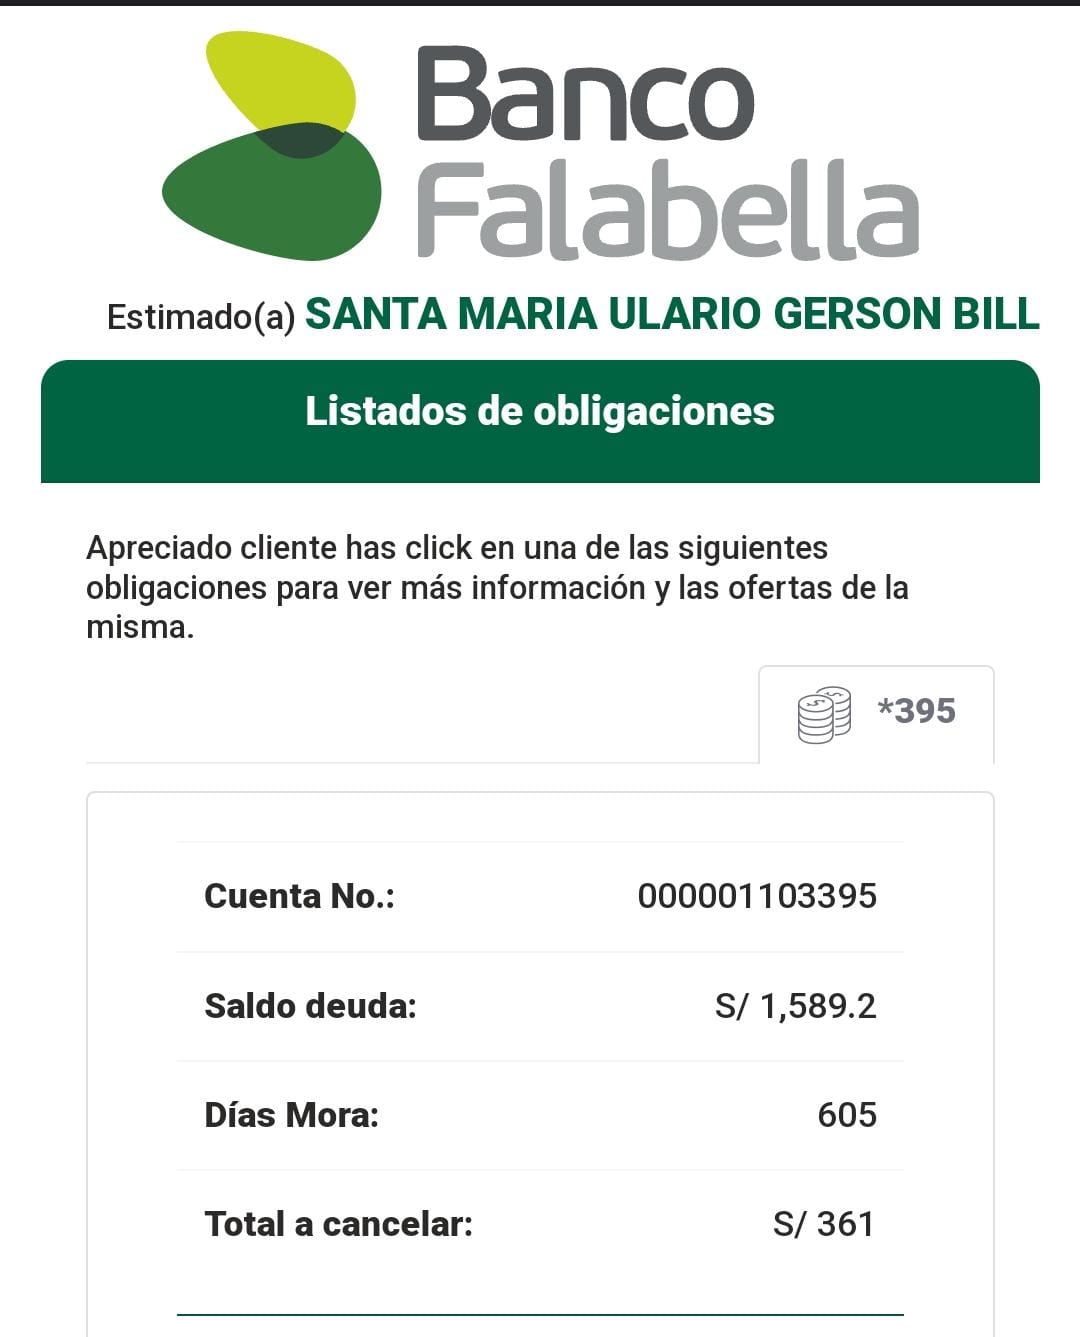 Banco
Falabella
Estimado(a) SANTA MARIA ULARIO GERSON BILL
Listados de obligaciones
Apreciado cliente has click en una de las siguientes
obligaciones para ver más información y las ofertas de la
misma.
*395
Cuenta No.: 000001103395
Saldo deuda: S/ 1,589.2
Días Mora: 605
Total a cancelar: S/ 361